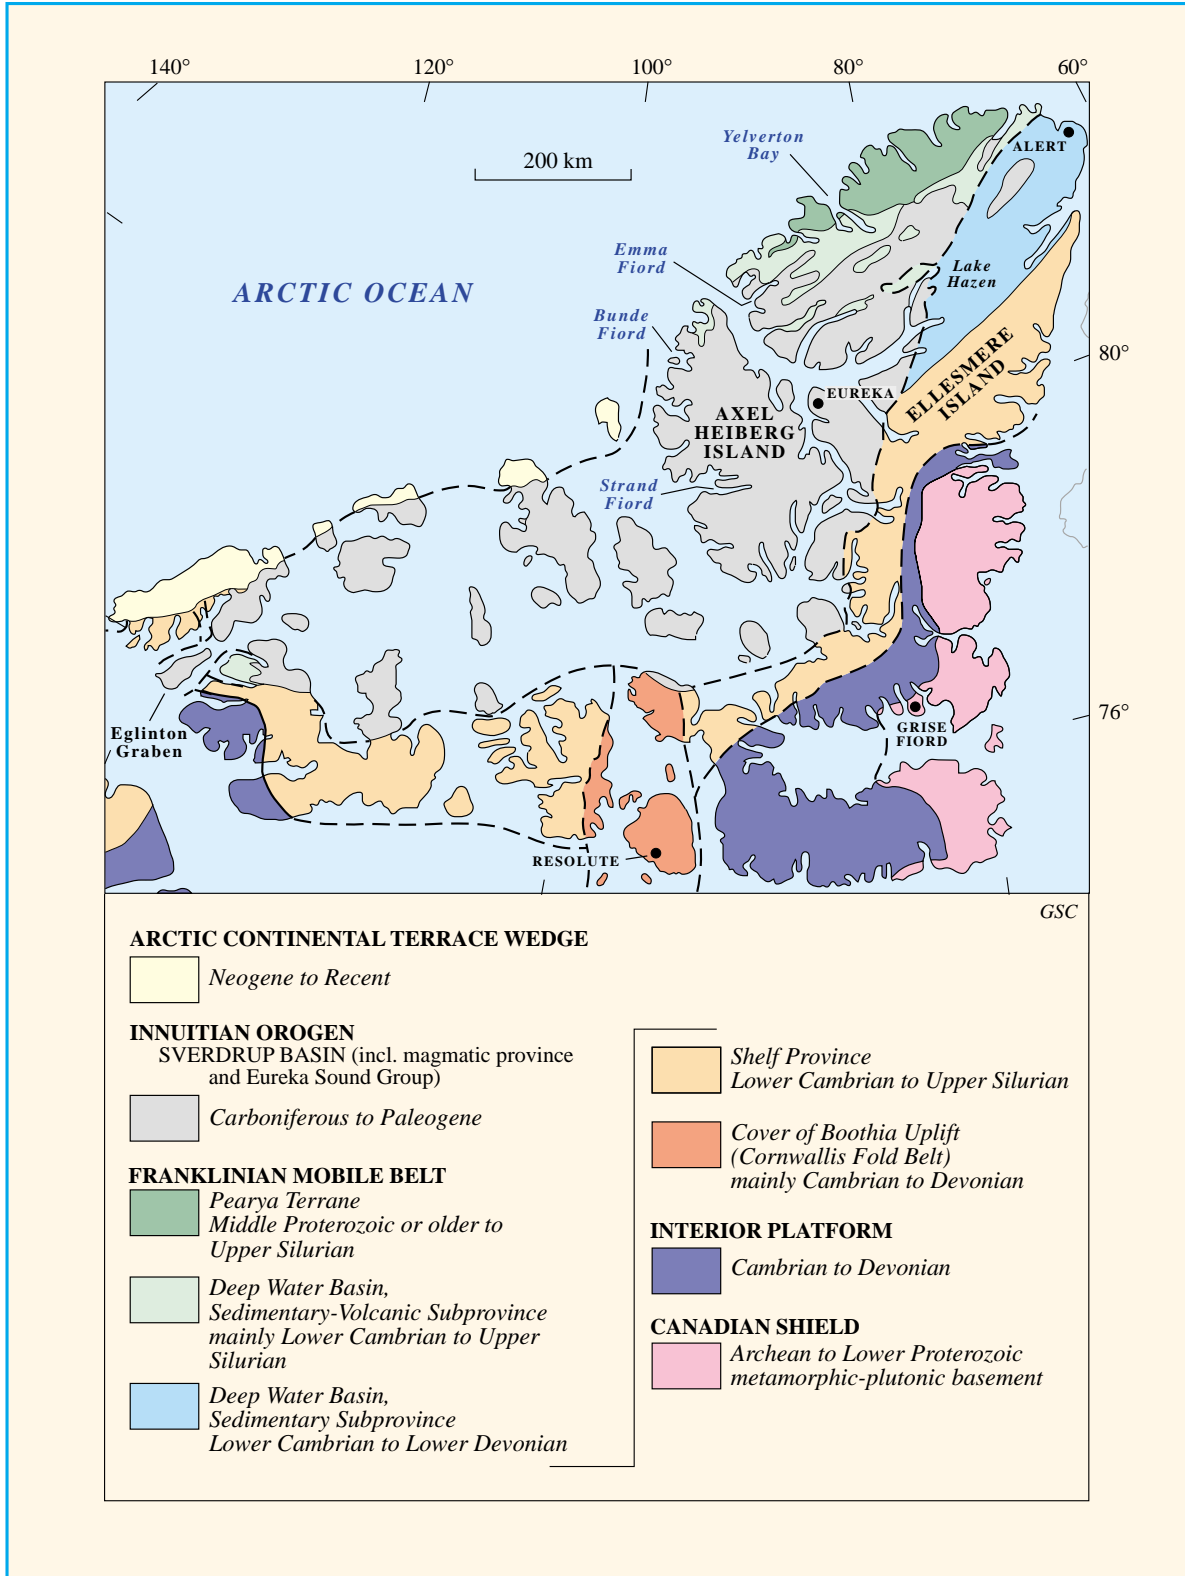 140°
120°
100°
80°
60°
Yelverton
Bay
ALERT
200 km
Emma
Fiord
Lake
Hazen
ARCTIC OCEAN
Bunde
Fiord
80°
ELLESMERE
ISLAND
EUREKA
AXEL
HEIBERG
ISLAND
Strand
Fiord
76°
Eglinton
Graben
GRISE
FIORD
RESOLUTE
GSC
ARCTIC CONTINENTAL TERRACE WEDGE
Neogene to Recent
INNUITIAN OROGEN
SVERDRUP BASIN (incl. magmatic province
and Eureka Sound Group)
Carboniferous to Paleogene
FRANKLINIAN MOBILE BELT
Pearya Terrane
Middle Proterozoic or older to
Upper Silurian
Deep Water Basin,
Sedimentary-Volcanic Subprovince
mainly Lower Cambrian to Upper
Silurian
Deep Water Basin,
Sedimentary Subprovince
Lower Cambrian to Lower Devonian
Shelf Province
Lower Cambrian to Upper Silurian
Cover of Boothia Uplift
(Cornwallis Fold Belt)
mainly Cambrian to Devonian
INTERIOR PLATFORM
Cambrian to Devonian
CANADIAN SHIELD
Archean to Lower Proterozoic
metamorphic-plutonic basement